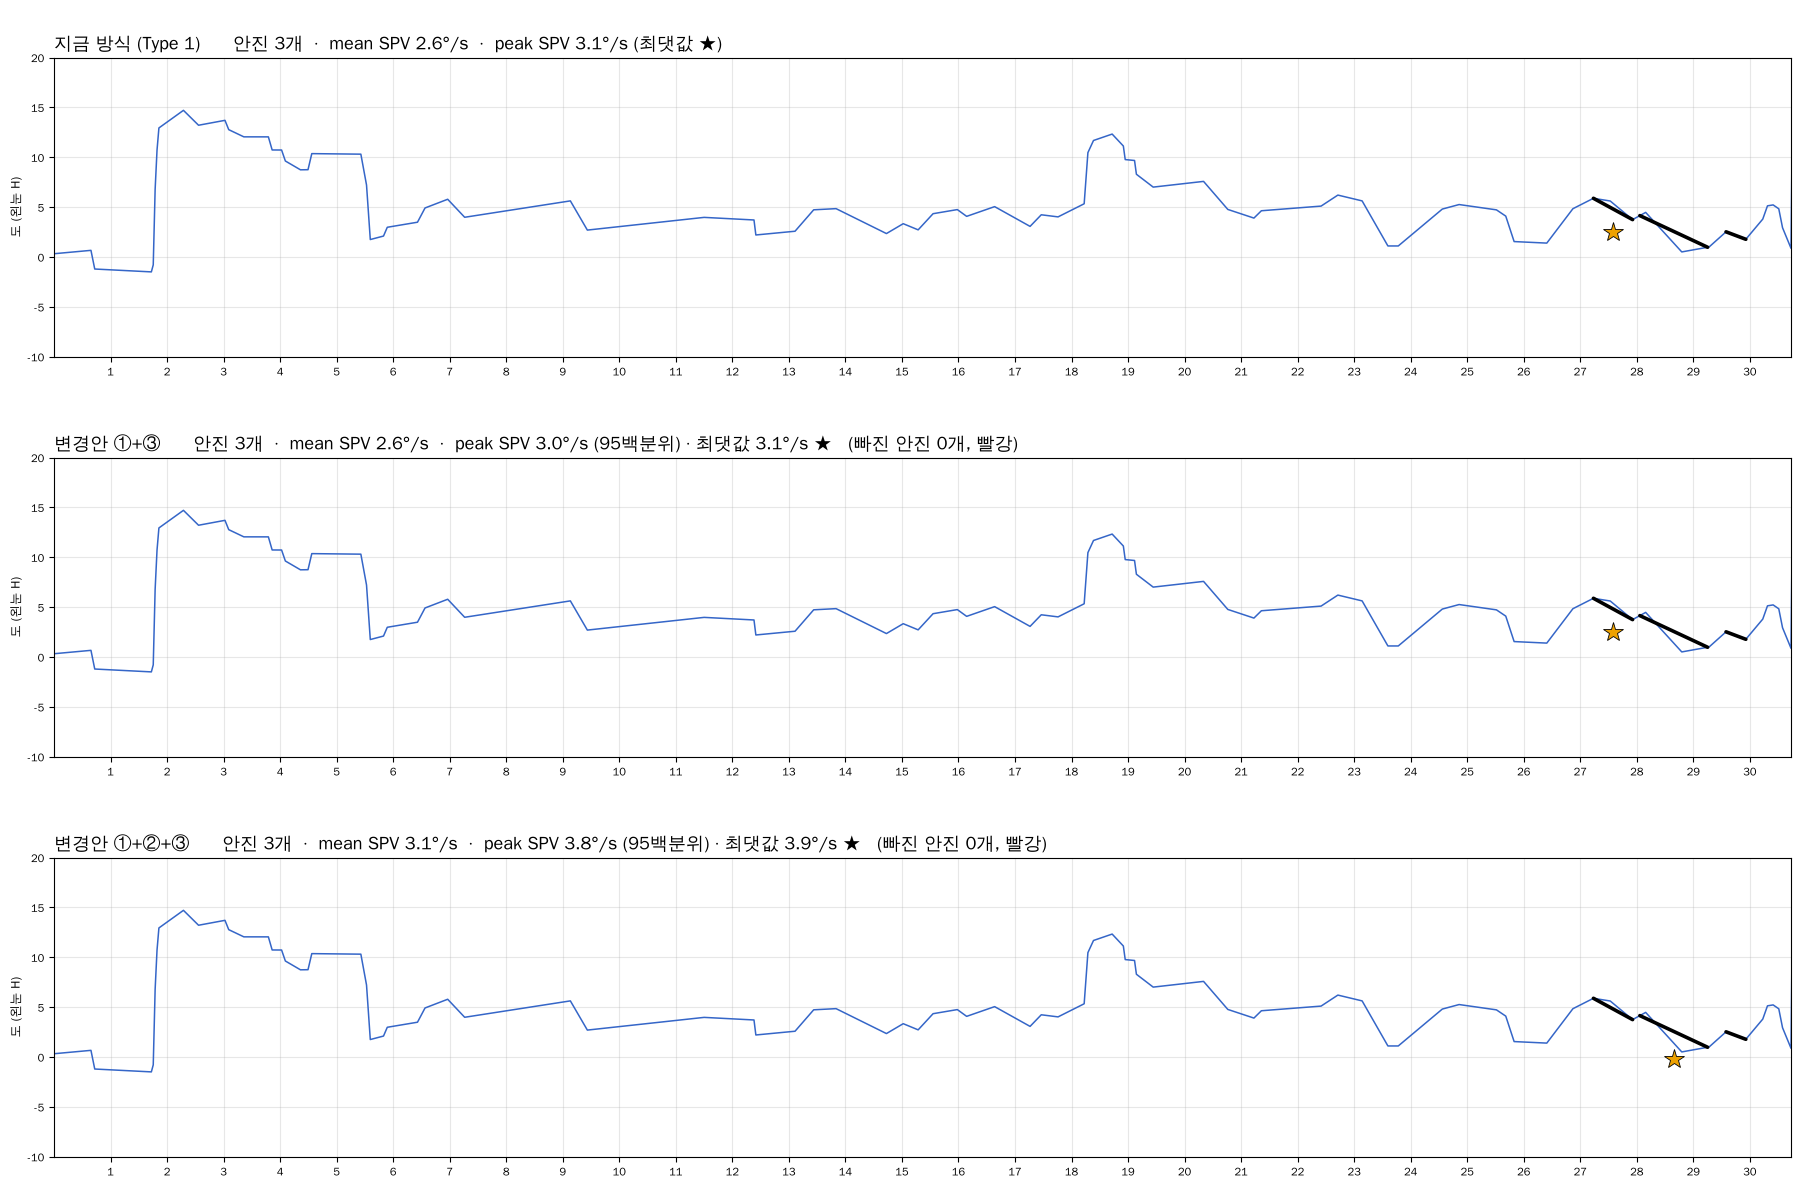 지금 방식 (Type 1)      안진 3개  ·  mean SPV 2.6°/s  ·  peak SPV 3.1°/s (최댓값 ★)
20
15
10
5
0
-5
-10
도 (왼눈 H)
1 2 3 4 5 6 7 8 9 10 11 12 13 14 15 16 17 18 19 20 21 22 23 24 25 26 27 28 29 30
변경안 ①+③      안진 3개  ·  mean SPV 2.6°/s  ·  peak SPV 3.0°/s (95백분위) · 최댓값 3.1°/s ★   (빠진 안진 0개, 빨강)
20
15
10
5
0
-5
-10
도 (왼눈 H)
1 2 3 4 5 6 7 8 9 10 11 12 13 14 15 16 17 18 19 20 21 22 23 24 25 26 27 28 29 30
변경안 ①+②+③      안진 3개  ·  mean SPV 3.1°/s  ·  peak SPV 3.8°/s (95백분위) · 최댓값 3.9°/s ★   (빠진 안진 0개, 빨강)
20
15
10
5
0
-5
-10
도 (왼눈 H)
1 2 3 4 5 6 7 8 9 10 11 12 13 14 15 16 17 18 19 20 21 22 23 24 25 26 27 28 29 30